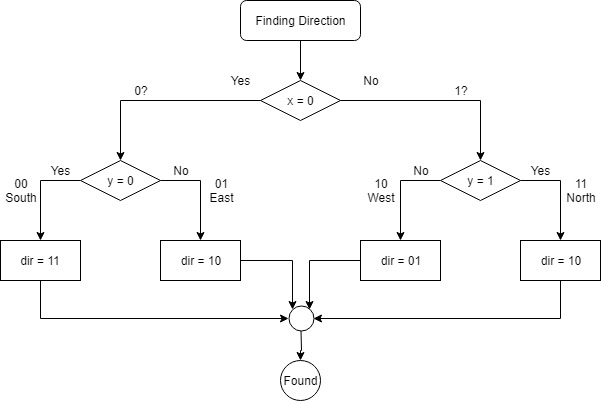 Finding Direction
Yes
No
0?
x = 0
1?
Yes
No
No
Yes
00
South
y = 0
01
East
10
West
y = 1
11
North
dir = 11
dir = 10
dir = 01
dir = 10
Found